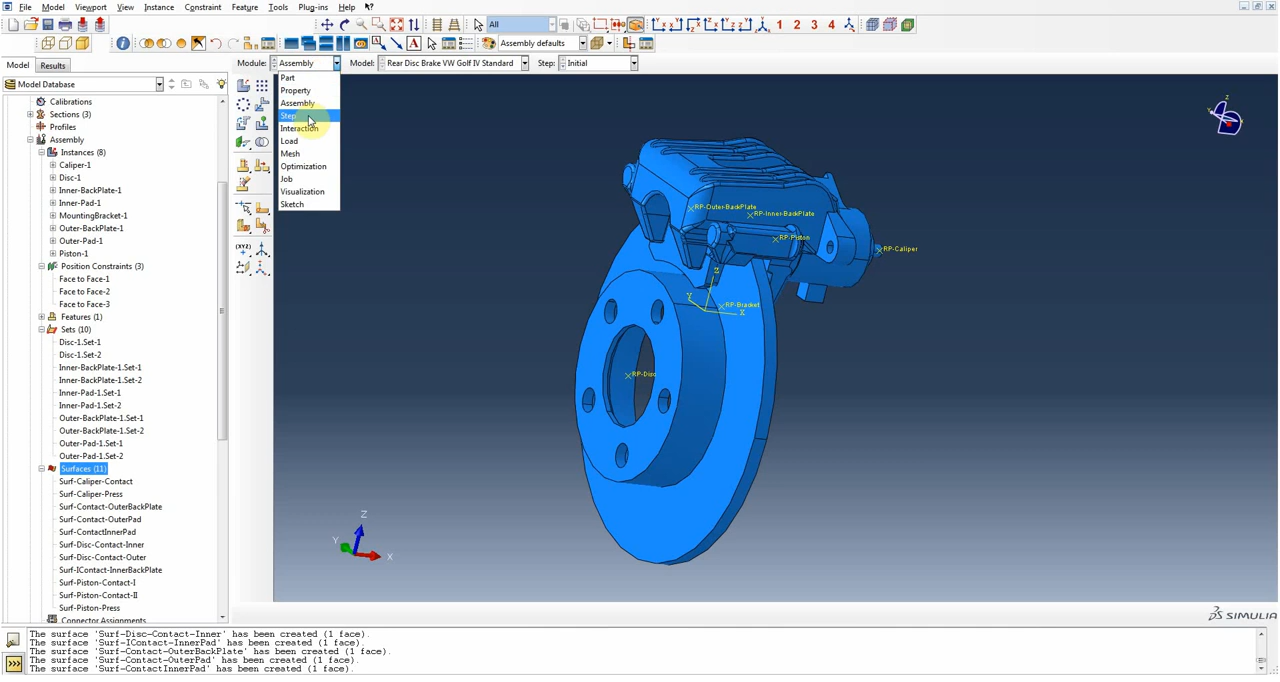 File Model Viewport View Instance Constraint Feature Tools Plug-ins Help
All
1 2 3 4
Assembly defaults
Model Results
Module: Assembly Model: Rear Disc Brake VW Golf IV Standard Step: Initial
Model Database
Part
Property
Assembly
Step
Interaction
Load
Mesh
Optimization
Job
Visualization
Sketch
Calibrations
Sections (3)
Profiles
Assembly
Instances (8)
Caliper-1
Disc-1
Inner-BackPlate-1
Inner-Pad-1
MountingBracket-1
Outer-BackPlate-1
Outer-Pad-1
Piston-1
Position Constraints (3)
Face to Face-1
Face to Face-2
Face to Face-3
Features (1)
Sets (10)
Disc-1.Set-1
Disc-1.Set-2
Inner-BackPlate-1.Set-1
Inner-BackPlate-1.Set-2
Inner-Pad-1.Set-1
Inner-Pad-1.Set-2
Outer-BackPlate-1.Set-1
Outer-BackPlate-1.Set-2
Outer-Pad-1.Set-1
Outer-Pad-1.Set-2
Surfaces (11)
Surf-Caliper-Contact
Surf-Caliper-Press
Surf-Contact-OuterBackPlate
Surf-Contact-OuterPad
Surf-ContactInnerPad
Surf-Disc-Contact-Inner
Surf-Disc-Contact-Outer
Surf-IContact-InnerBackPlate
Surf-Piston-Contact-I
Surf-Piston-Contact-II
Surf-Piston-Press
Connector Assignments
Z
Y
RP-Outer-BackPlate
RP-Inner-BackPlate
RP-Piston
RP-Caliper
Z
Y
X
RP-Bracket
RP-Disc
Z
Y
X
SIMULIA
The surface 'Surf-Disc-Contact-Inner' has been created (1 face).
The surface 'Surf-IContact-InnerPad' has been created (1 face).
The surface 'Surf-Contact-OuterBackPlate' has been created (1 face).
The surface 'Surf-Contact-OuterPad' has been created (1 face).
The surface 'Surf-ContactInnerPad' has been created (1 face).